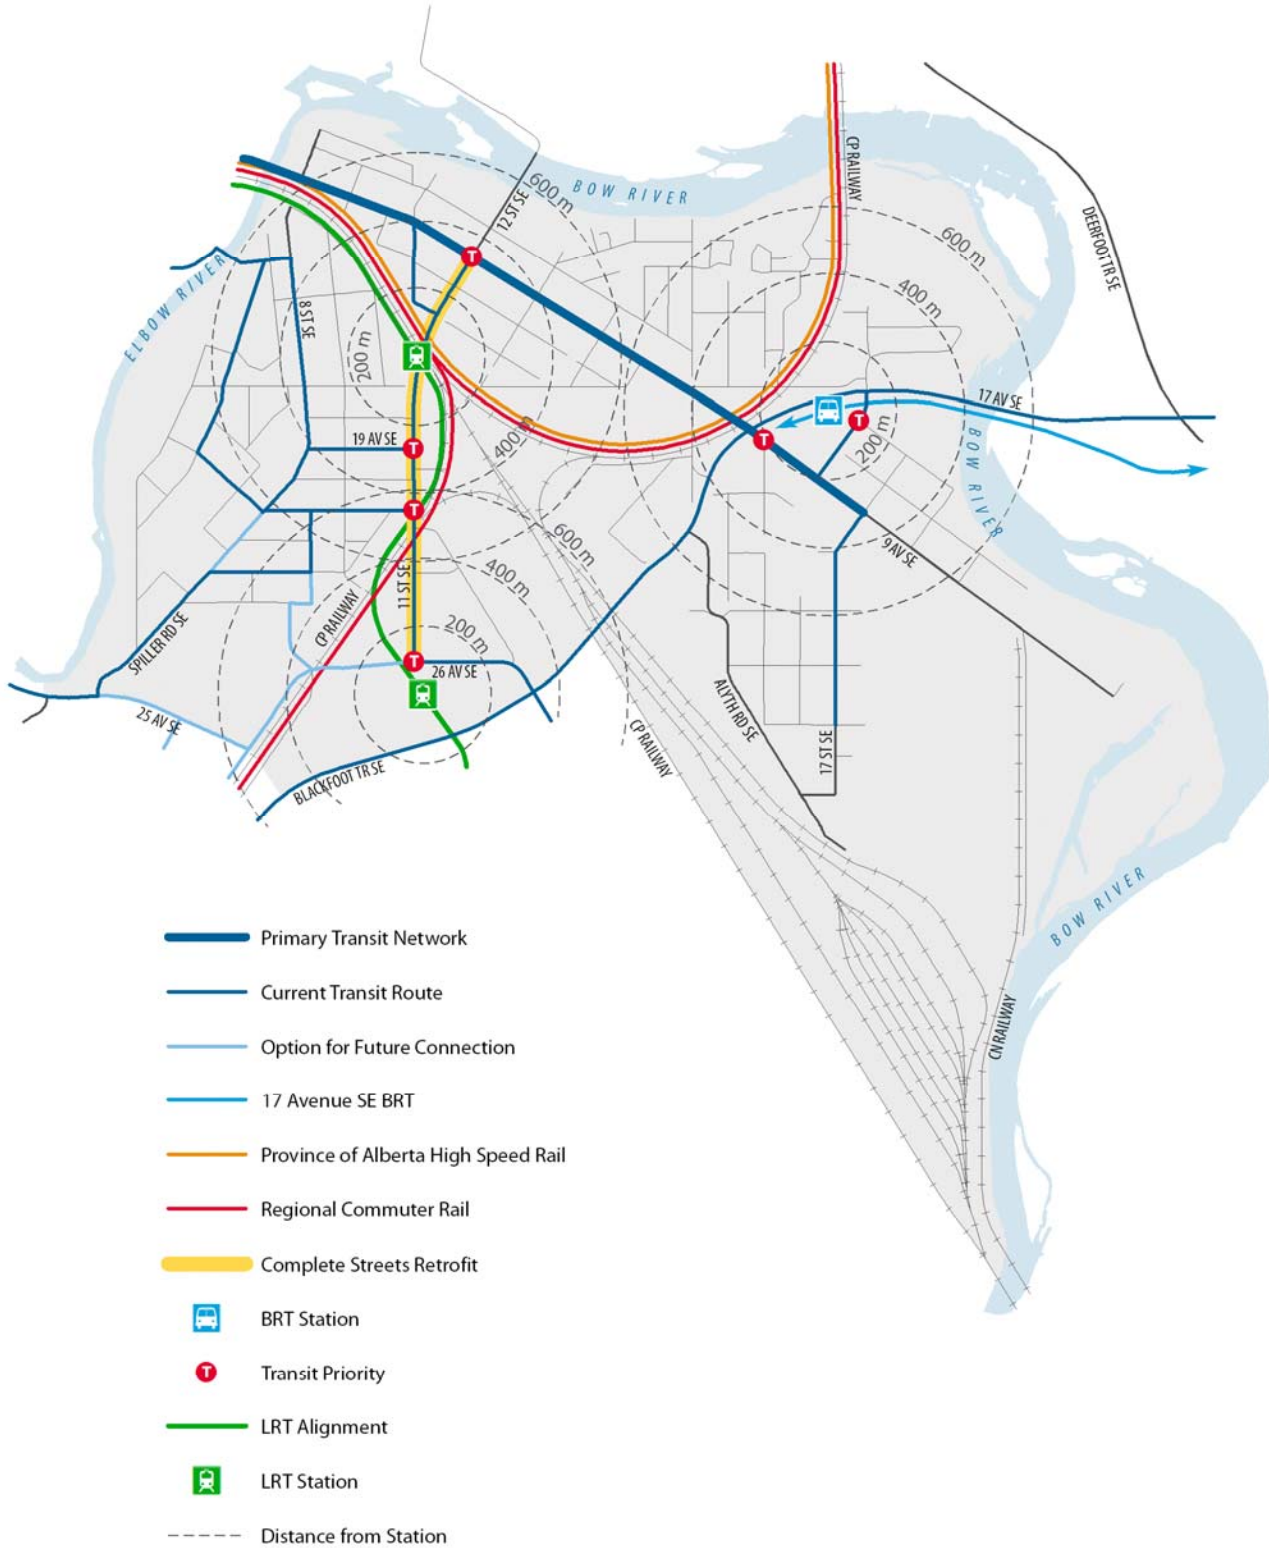 CP RAILWAY
600 m
BOW RIVER
12 ST SE
DEERFOOT TR SE
600 m
ELBOW RIVER
400 m
8 ST SE
200 m
17 AV SE
19 AV SE
400 m
200 m
BOW RIVER
600 m
9 AV SE
400 m
11 ST SE
CP RAILWAY
200 m
SPILLER RD SE
26 AV SE
25 AV SE
ALYTH RD SE
CP RAILWAY
17 ST SE
BLACKFOOT TR SE
BOW RIVER
CN RAILWAY
T
T
T
T
T
T
Primary Transit Network
Current Transit Route
Option for Future Connection
17 Avenue SE BRT
Province of Alberta High Speed Rail
Regional Commuter Rail
Complete Streets Retrofit
BRT Station
T
Transit Priority
LRT Alignment
LRT Station
Distance from Station